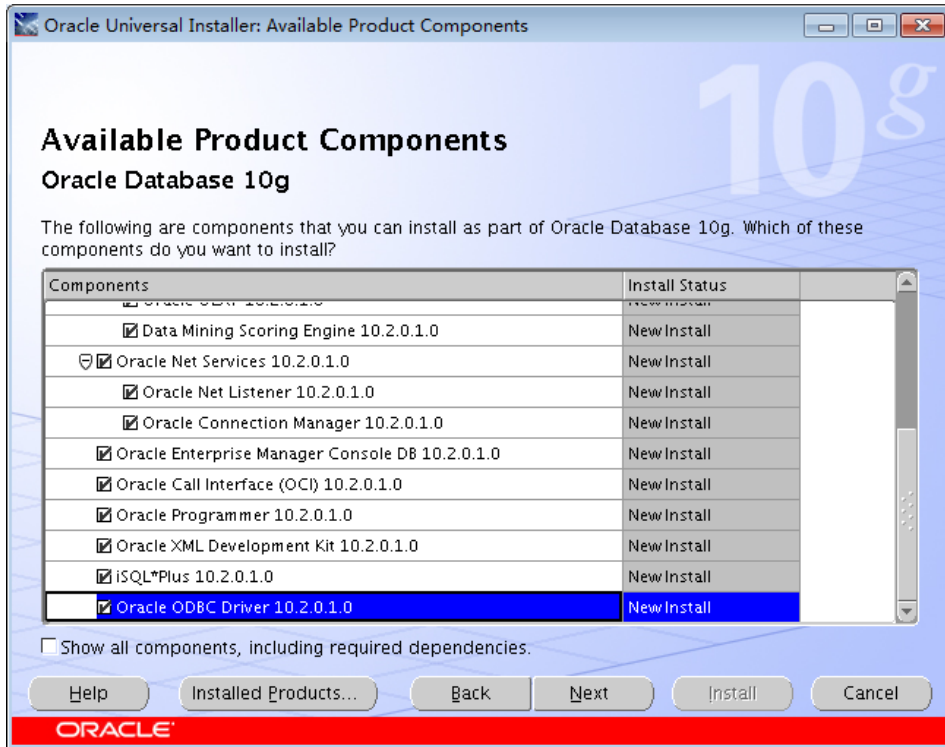 Oracle Universal Installer: Available Product Components
10g
Available Product Components
Oracle Database 10g
The following are components that you can install as part of Oracle Database 10g. Which of these
components do you want to install?
Components Install Status
Data Mining Scoring Engine 10.2.0.1.0 New Install
Oracle Net Services 10.2.0.1.0 New Install
Oracle Net Listener 10.2.0.1.0 New Install
Oracle Connection Manager 10.2.0.1.0 New Install
Oracle Enterprise Manager Console DB 10.2.0.1.0 New Install
Oracle Call Interface (OCI) 10.2.0.1.0 New Install
Oracle Programmer 10.2.0.1.0 New Install
Oracle XML Development Kit 10.2.0.1.0 New Install
iSQL*Plus 10.2.0.1.0 New Install
Oracle ODBC Driver 10.2.0.1.0 New Install
Show all components, including required dependencies.
Help Installed Products... Back Next Install Cancel
ORACLE